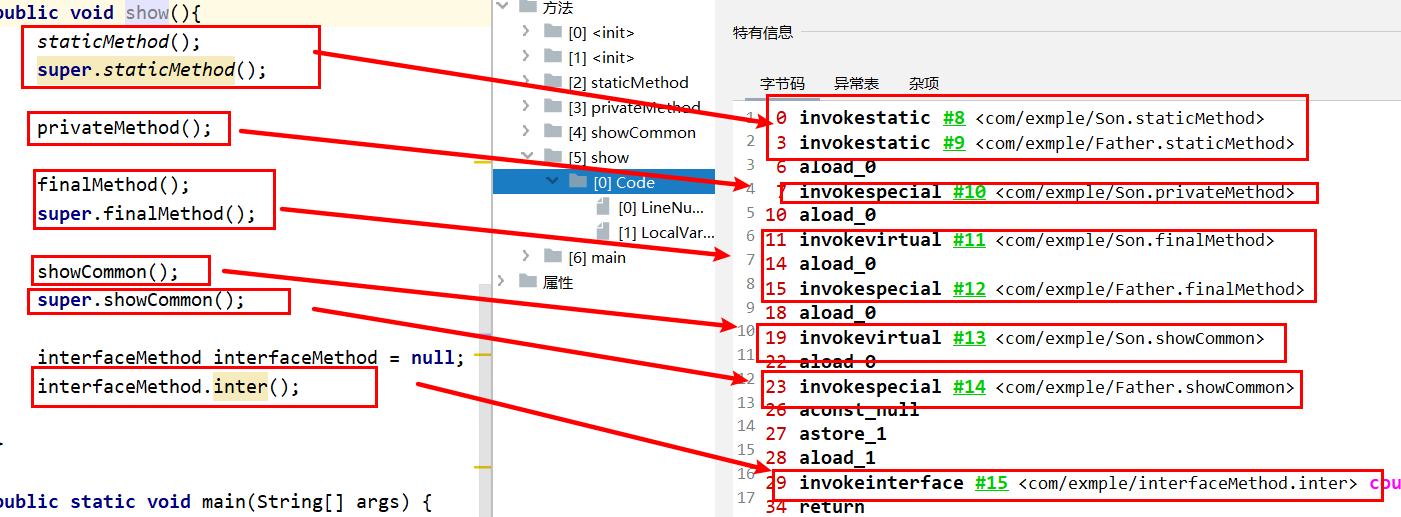 public void show(){
staticMethod();
super.staticMethod();
privateMethod();
finalMethod();
super.finalMethod();
showCommon();
super.showCommon();
interfaceMethod interfaceMethod = null;
interfaceMethod.inter();
}
public static void main(String[] args) {
方法
[0] <init>
[1] <init>
[2] staticMethod
[3] privateMethod
[4] showCommon
[5] show
[0] Code
[0] LineNu...
[1] LocalVar...
[6] main
属性
特有信息
字节码 异常表 杂项
1 0 invokestatic #8 <com/exmple/Son.staticMethod>
2 3 invokestatic #9 <com/exmple/Father.staticMethod>
3 6 aload_0
4 7 invokespecial #10 <com/exmple/Son.privateMethod>
5 10 aload_0
6 11 invokevirtual #11 <com/exmple/Son.finalMethod>
7 14 aload_0
8 15 invokespecial #12 <com/exmple/Father.finalMethod>
9 18 aload_0
10 19 invokevirtual #13 <com/exmple/Son.showCommon>
11 22 aload_0
12 23 invokespecial #14 <com/exmple/Father.showCommon>
13 26 aconst_null
14 27 astore_1
15 28 aload_1
16 29 invokeinterface #15 <com/exmple/interfaceMethod.inter> cou
17 34 return